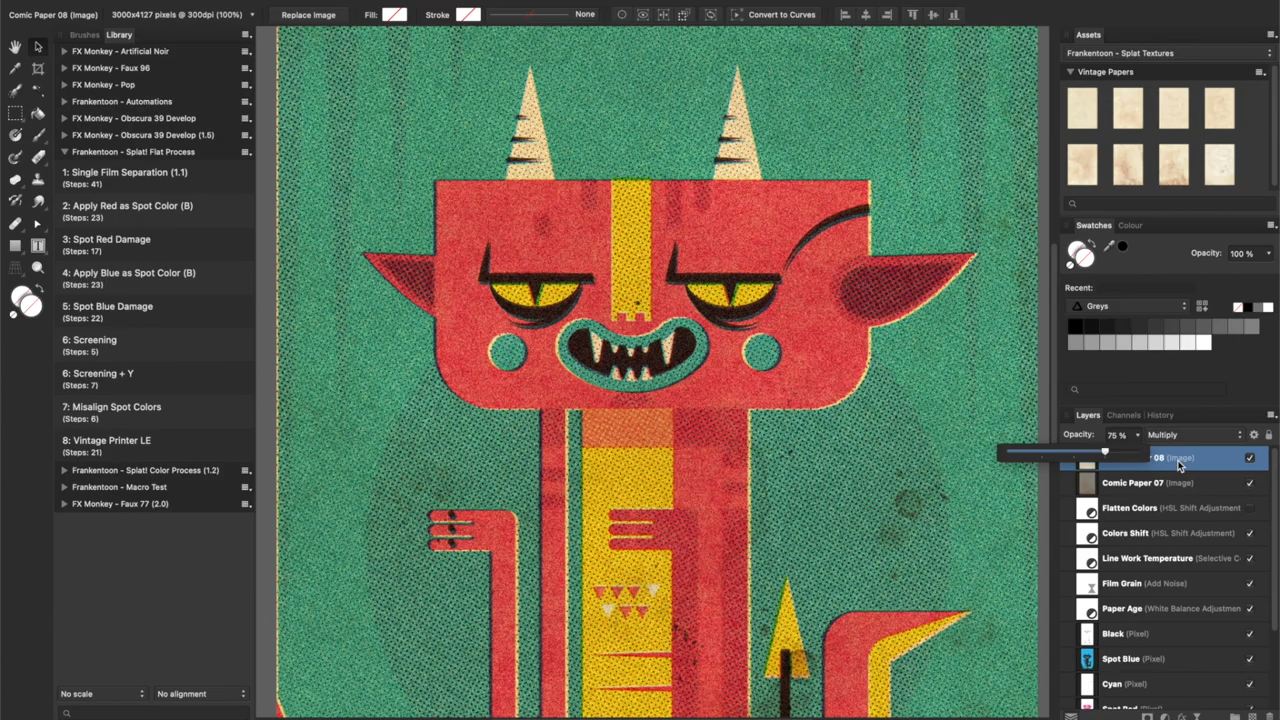 Comic Paper 08 (Image)
3000x4127 pixels @ 300dpi (100%)
Replace Image
Fill:
Stroke
None
Convert to Curves
Brushes
Library
FX Monkey - Artificial Noir
FX Monkey - Faux 96
FX Monkey - Pop
Frankentoon - Automations
FX Monkey - Obscura 39 Develop
FX Monkey - Obscura 39 Develop (1.5)
Frankentoon - Splat! Flat Process
1: Single Film Separation (1.1)
(Steps: 41)
2: Apply Red as Spot Color (B)
(Steps: 23)
3: Spot Red Damage
(Steps: 17)
4: Apply Blue as Spot Color (B)
(Steps: 23)
5: Spot Blue Damage
(Steps: 22)
6: Screening
(Steps: 5)
6: Screening + Y
(Steps: 7)
7: Misalign Spot Colors
(Steps: 6)
8: Vintage Printer LE
(Steps: 21)
Frankentoon - Splat! Color Process (1.2)
Frankentoon - Macro Test
FX Monkey - Faux 77 (2.0)
No scale
No alignment
Assets
Frankentoon - Splat Textures
Vintage Papers
Swatches
Colour
Opacity:
100 %
Recent:
Greys
Layers
Channels
History
Opacity:
75 %
Multiply
08 (Image)
Comic Paper 07 (Image)
Flatten Colors (HSL Shift Adjustment
Colors Shift (HSL Shift Adjustment)
Line Work Temperature (Selective C
Film Grain (Add Noise)
Paper Age (White Balance Adjustmen
Black (Pixel)
Spot Blue (Pixel)
Cyan (Pixel)